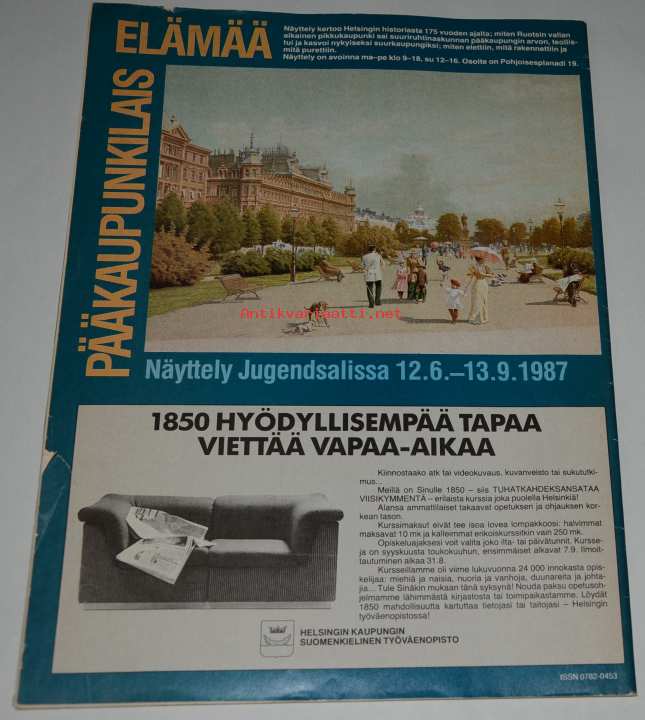 PÄÄKAUPUNKILAIS
ELÄMÄÄ
Näyttely kertoo Helsingin historiasta 175 vuoden ajalta; miten Ruotsin vallan
aikainen pikkukaupunki sai suuriruhtinaskunnan pääkaupungin arvon, teollis-
tui ja kasvoi nykyiseksi suurkaupungiksi; miten elettiin, mitä rakennettiin ja
mitä purettiin.
Näyttely on avoinna ma–pe klo 9–18, su 12–16. Osoite on Pohjoisesplanadi 19.
Antikvariaatti.net
Näyttely Jugendsalissa 12.6.–13.9.1987
1850 HYÖDYLLISEMPÄÄ TAPAA
VIETTÄÄ VAPAA-AIKAA
Kiinnostaako atk tai videokuvaus, kuvanveisto tai sukututki-
mus...
Meillä on Sinulle 1850 – siis TUHATKAHDEKSANSATAA
VIISIKYMMENTÄ – erilaista kurssia joka puolella Helsinkiä!
Alansa ammattilaiset takaavat opetuksen ja ohjauksen kor-
kean tason.
Kurssimaksut eivät tee isoa lovea lompakkoosi: halvimmat
maksavat 10 mk ja kalleimmat erikoiskurssitkin vain 250 mk.
Opiskeluajaksesi voit valita joko ilta- tai päivätunnit. Kursse-
ja on syyskuusta toukokuuhun, ensimmäiset alkavat 7.9. Ilmoit-
tautuminen alkaa 31.8.
Kursseillamme oli viime lukuvuonna 24 000 innokasta opis-
kelijaa: miehiä ja naisia, nuoria ja vanhoja, duunareita ja johta-
jia... Tule Sinäkin mukaan tänä syksynä! Nouda paksu opetusoh-
jelmamme lähimmästä kirjastosta tai toimipaikastamme. Löydät
1850 mahdollisuutta kartuttaa tietojasi tai taitojasi – Helsingin
työväenopistossa!
HELSINGIN KAUPUNGIN
SUOMENKIELINEN TYÖVÄENOPISTO
ISSN 0782-0453